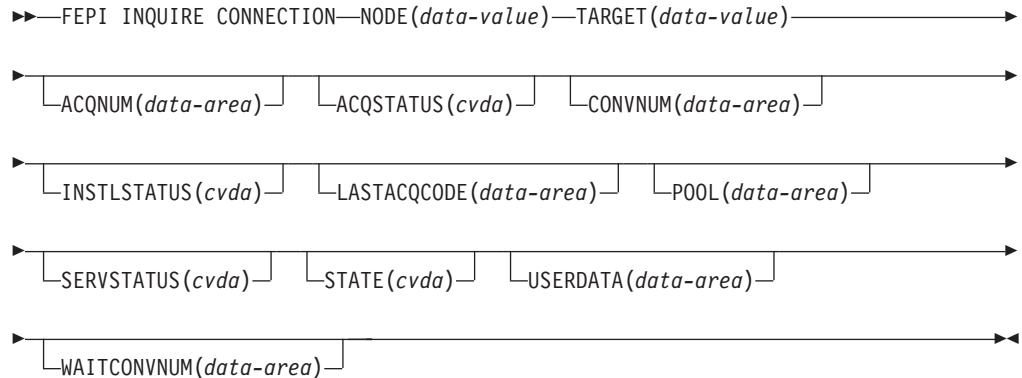 FEPI INQUIRE CONNECTION NODE(data-value) TARGET(data-value)
ACQNUM(data-area) ACQSTATUS(cvda) CONVNUM(data-area)
INSTLSTATUS(cvda) LASTACQCODE(data-area) POOL(data-area)
SERVSTATUS(cvda) STATE(cvda) USERDATA(data-area)
WAITCONVNUM(data-area)